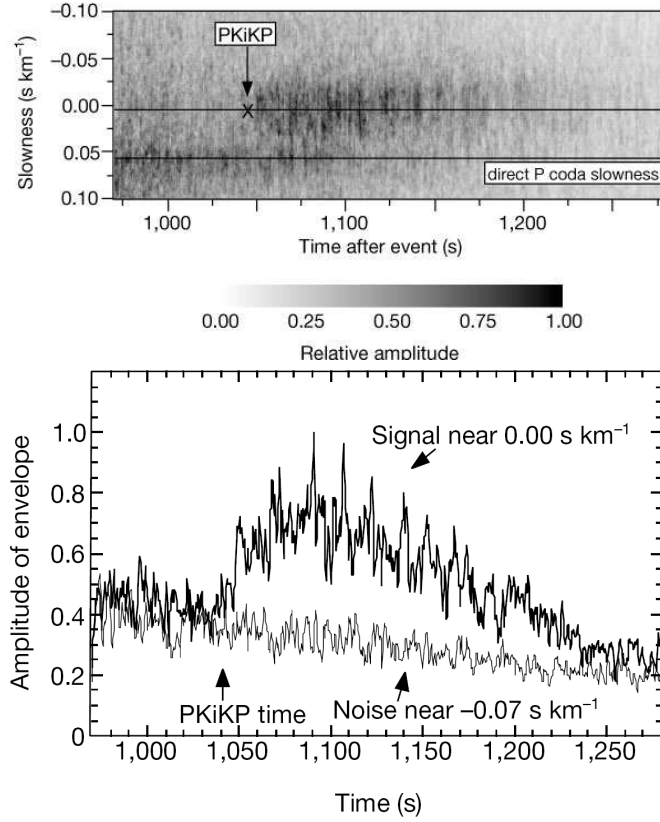 −0.10
PKiKP
−0.05
0.00
0.05
direct P coda slowness
0.10
Slowness (s km−1)
1,000 1,100 1,200
Time after event (s)
0.00 0.25 0.50 0.75 1.00
Relative amplitude
1.0
Signal near 0.00 s km−1
0.8
0.6
0.4
0.2
PKiKP time
Noise near −0.07 s km−1
0
Amplitude of envelope
1,000 1,050 1,100 1,150 1,200 1,250
Time (s)